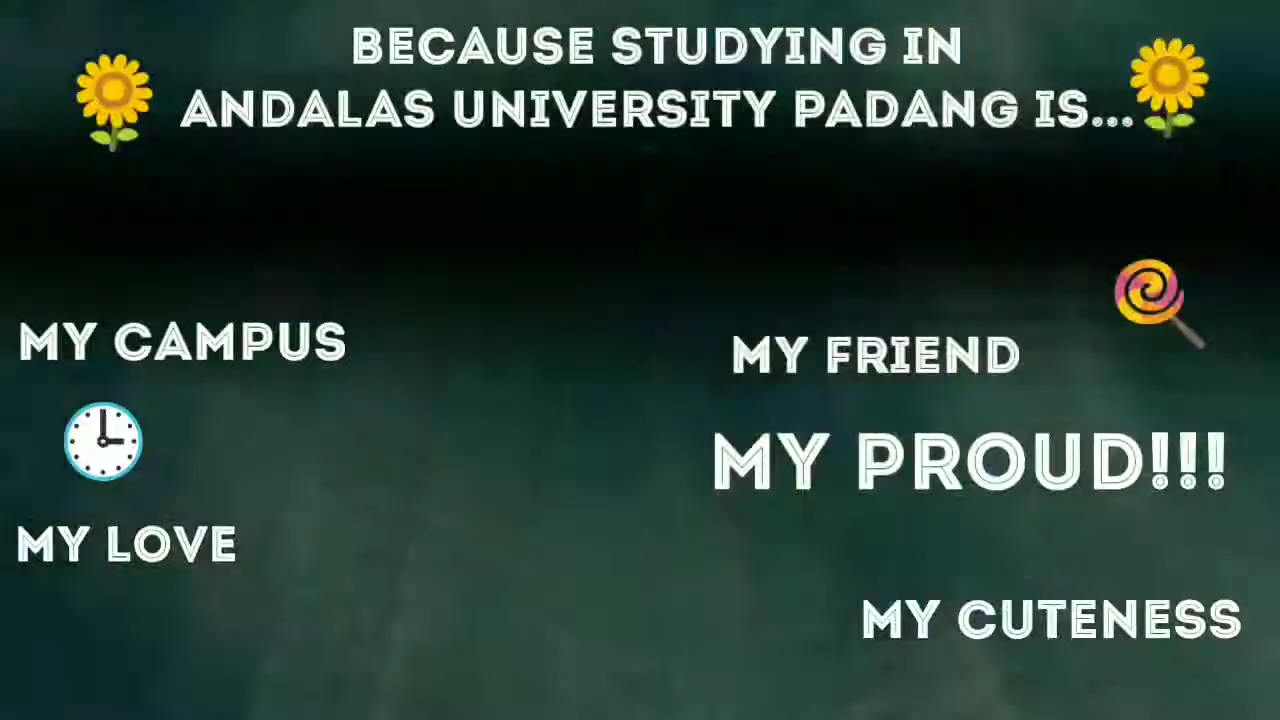 BECAUSE STUDYING IN
ANDALAS UNIVERSITY PADANG IS...
MY CAMPUS
MY LOVE
MY FRIEND
MY PROUD!!!
MY CUTENESS